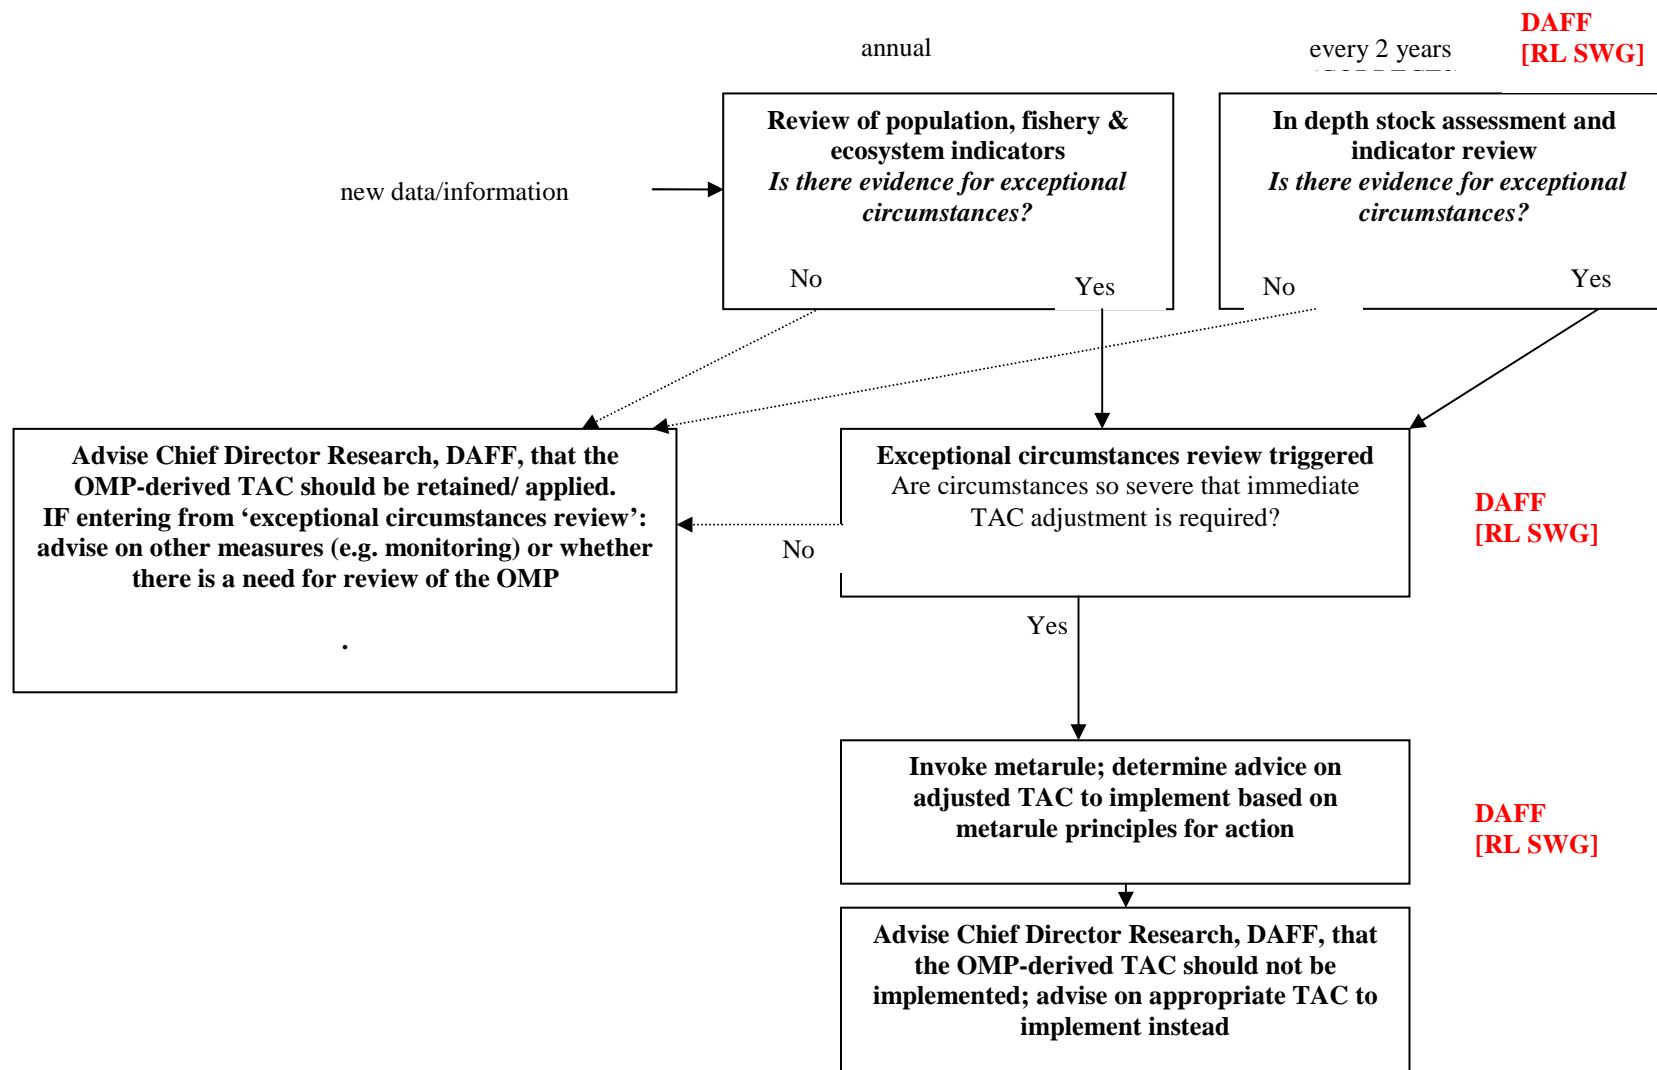 annual
every 2 years
DAFF
[RL SWG]
Review of population, fishery &
ecosystem indicators
Is there evidence for exceptional
circumstances?
No
Yes
In depth stock assessment and
indicator review
Is there evidence for exceptional
circumstances?
No
Yes
new data/information
Advise Chief Director Research, DAFF, that the
OMP-derived TAC should be retained/ applied.
IF entering from ‘exceptional circumstances review’:
advise on other measures (e.g. monitoring) or whether
there is a need for review of the OMP
.
No
Exceptional circumstances review triggered
Are circumstances so severe that immediate
TAC adjustment is required?
DAFF
[RL SWG]
Yes
Invoke metarule; determine advice on
adjusted TAC to implement based on
metarule principles for action
DAFF
[RL SWG]
Advise Chief Director Research, DAFF, that
the OMP-derived TAC should not be
implemented; advise on appropriate TAC to
implement instead